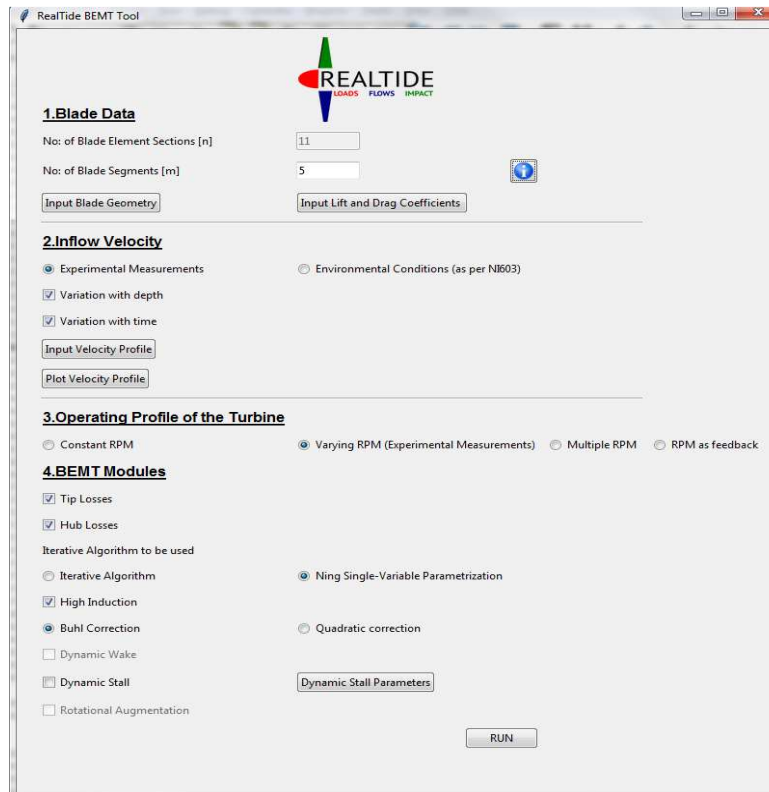 RealTide BEMT Tool
REALTIDE
LOADS FLOWS IMPACT
1.Blade Data
No: of Blade Element Sections [n] 11
No: of Blade Segments [m] 5
Input Blade Geometry Input Lift and Drag Coefficients
2.Inflow Velocity
Experimental Measurements Environmental Conditions (as per NI603)
Variation with depth
Variation with time
Input Velocity Profile
Plot Velocity Profile
3.Operating Profile of the Turbine
Constant RPM Varying RPM (Experimental Measurements) Multiple RPM RPM as feedback
4.BEMT Modules
Tip Losses
Hub Losses
Iterative Algorithm to be used
Iterative Algorithm Ning Single-Variable Parametrization
High Induction
Buhl Correction Quadratic correction
Dynamic Wake
Dynamic Stall Dynamic Stall Parameters
Rotational Augmentation
RUN